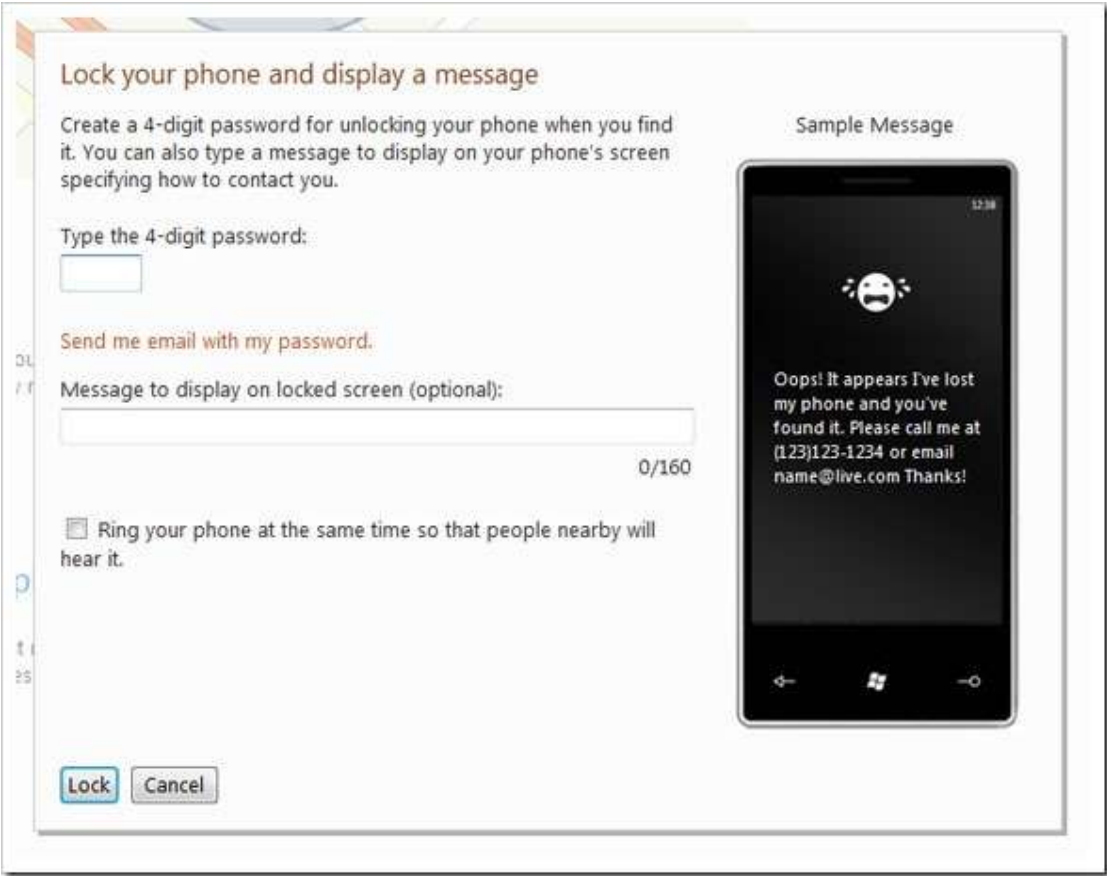 Lock your phone and display a message
Create a 4-digit password for unlocking your phone when you find
it. You can also type a message to display on your phone's screen
specifying how to contact you.
Type the 4-digit password:
Send me email with my password.
Message to display on locked screen (optional):
0/160
Ring your phone at the same time so that people nearby will
hear it.
Lock
Cancel
Sample Message
12:38
Oops! It appears I've lost
my phone and you've
found it. Please call me at
(123)123-1234 or email
name@live.com Thanks!